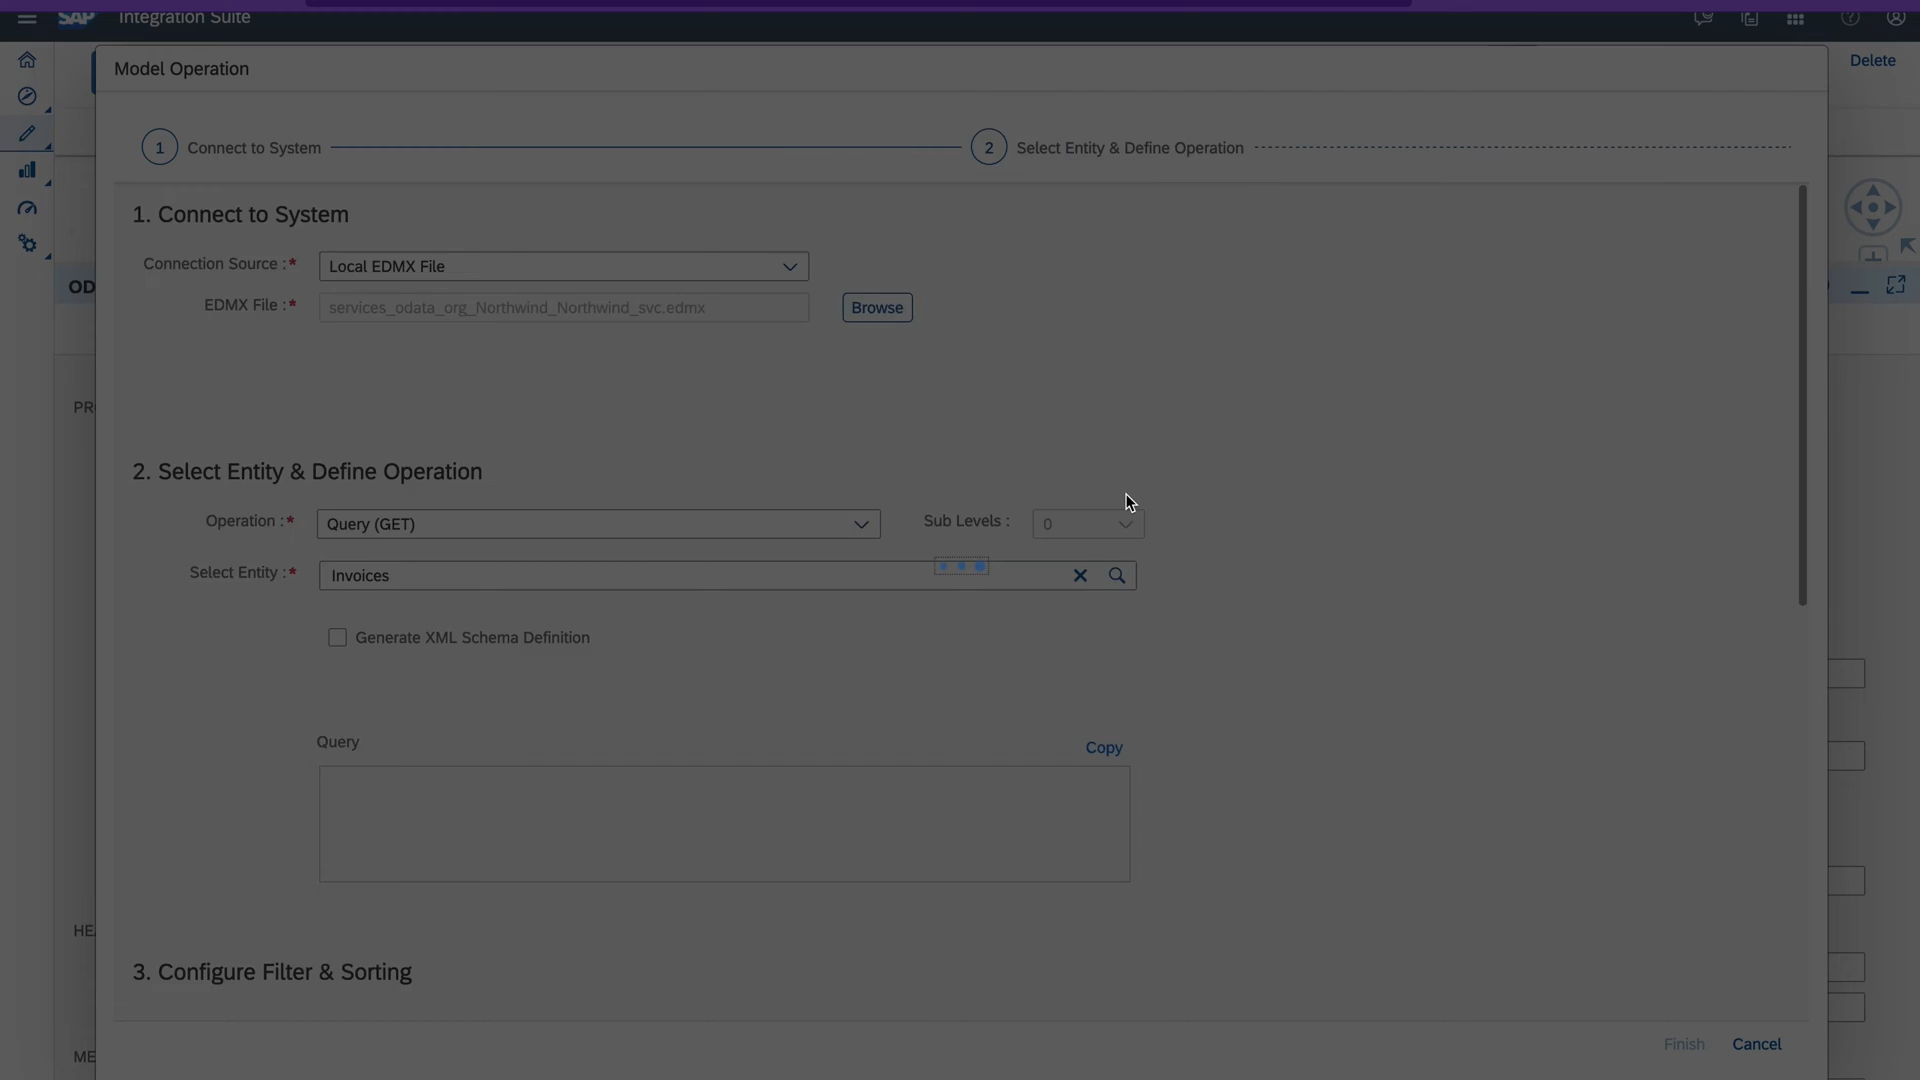 SAP Integration Suite
Model Operation
Delete
1 Connect to System
2 Select Entity & Define Operation
1. Connect to System
Connection Source :* Local EDMX File
OD
EDMX File :* services_odata_org_Northwind_Northwind_svc.edmx Browse
PR
2. Select Entity & Define Operation
Operation :* Query (GET) Sub Levels : 0
Select Entity :* Invoices
Generate XML Schema Definition
Query Copy
HEA
3. Configure Filter & Sorting
ME
Finish Cancel